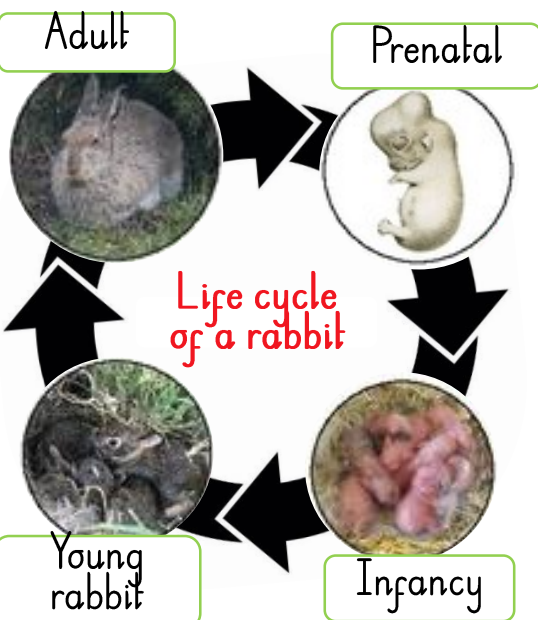 Adult
Prenatal
Life cycle
of a rabbit
Young
rabbit
Infancy